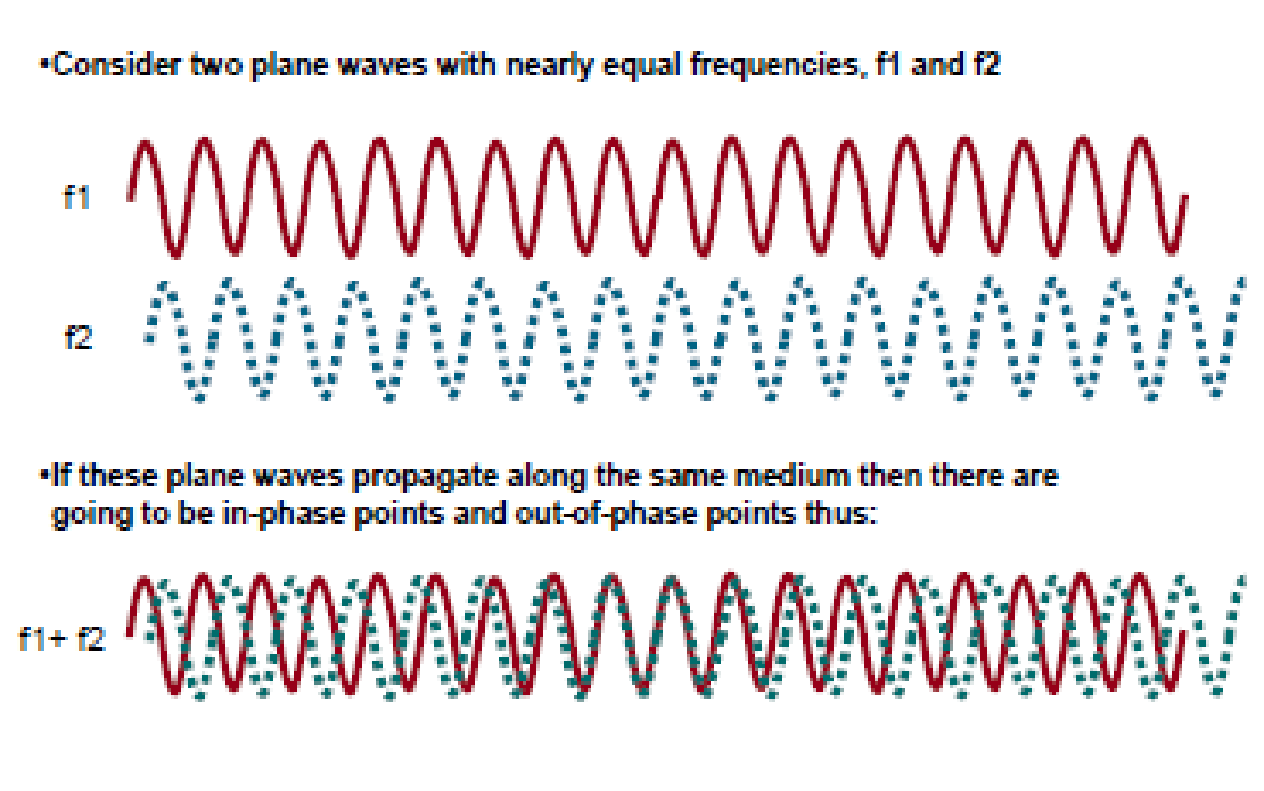 •Consider two plane waves with nearly equal frequencies, f1 and f2
f1
f2
•If these plane waves propagate along the same medium then there are
going to be in-phase points and out-of-phase points thus:
f1+ f2